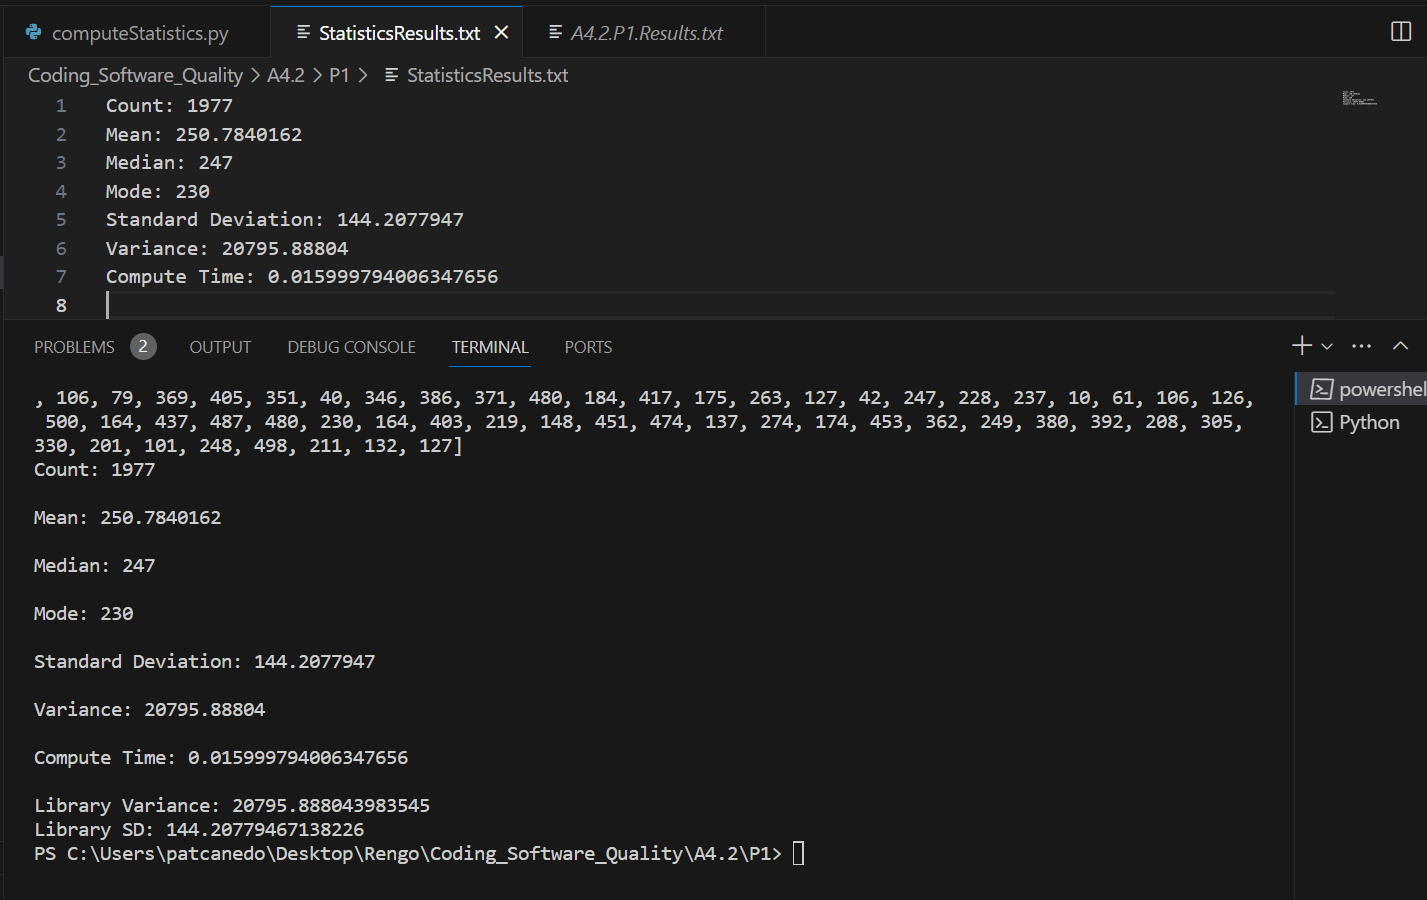 computeStatistics.py StatisticsResults.txt A4.2.P1.Results.txt
Coding_Software_Quality > A4.2 > P1 > StatisticsResults.txt
1 Count: 1977
2 Mean: 250.7840162
3 Median: 247
4 Mode: 230
5 Standard Deviation: 144.2077947
6 Variance: 20795.88804
7 Compute Time: 0.015999794006347656
8
PROBLEMS 2 OUTPUT DEBUG CONSOLE TERMINAL PORTS
, 106, 79, 369, 405, 351, 40, 346, 386, 371, 480, 184, 417, 175, 263, 127, 42, 247, 228, 237, 10, 61, 106, 126,
500, 164, 437, 487, 480, 230, 164, 403, 219, 148, 451, 474, 137, 274, 174, 453, 362, 249, 380, 392, 208, 305,
330, 201, 101, 248, 498, 211, 132, 127]
Count: 1977
Mean: 250.7840162
Median: 247
Mode: 230
Standard Deviation: 144.2077947
Variance: 20795.88804
Compute Time: 0.015999794006347656
Library Variance: 20795.888043983545
Library SD: 144.20779467138226
PS C:\Users\patcanedo\Desktop\Rengo\Coding_Software_Quality\A4.2\P1>
powershel
Python